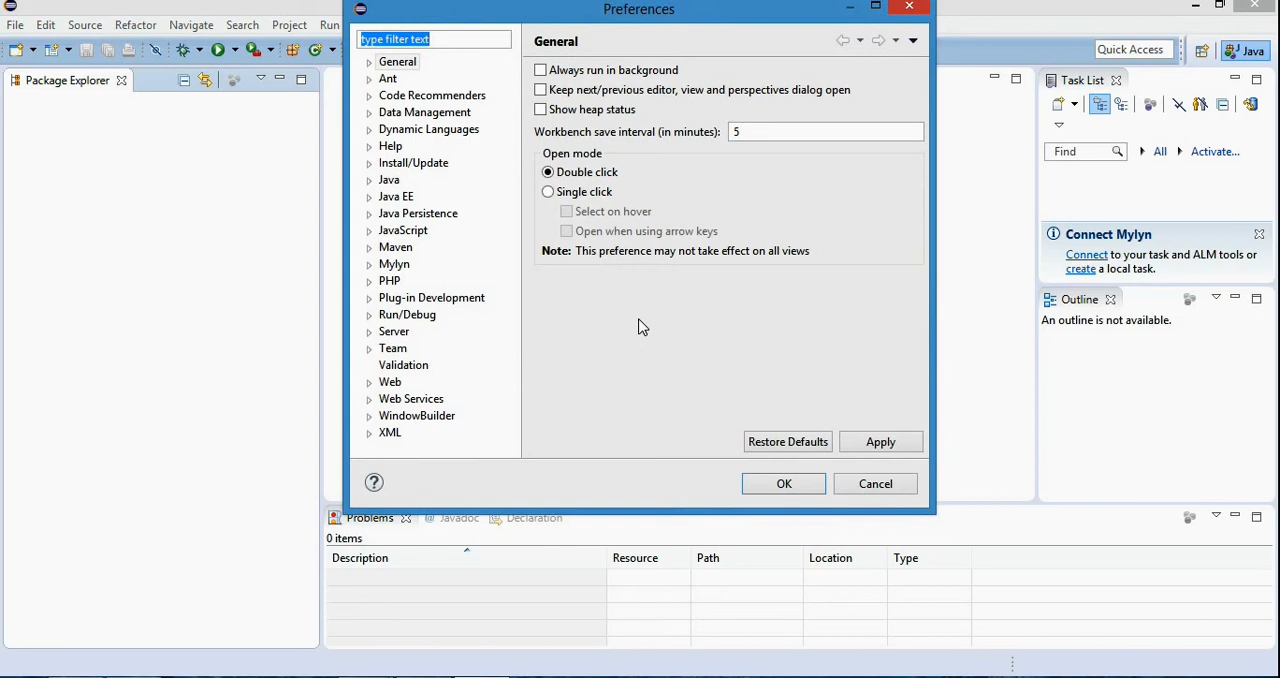 Preferences
File Edit Source Refactor Navigate Search Project Run
Quick Access
Java
Package Explorer
type filter text
General
Ant
Code Recommenders
Data Management
Dynamic Languages
Help
Install/Update
Java
Java EE
Java Persistence
JavaScript
Maven
Mylyn
PHP
Plug-in Development
Run/Debug
Server
Team
Validation
Web
Web Services
WindowBuilder
XML
General
Always run in background
Keep next/previous editor, view and perspectives dialog open
Show heap status
Workbench save interval (in minutes): 5
Open mode
Double click
Single click
Select on hover
Open when using arrow keys
Note: This preference may not take effect on all views
Restore Defaults Apply
OK Cancel
Task List
Find All Activate...
Connect Mylyn
Connect to your task and ALM tools or
create a local task.
Outline
An outline is not available.
Problems @ Javadoc Declaration
0 items
Description Resource Path Location Type